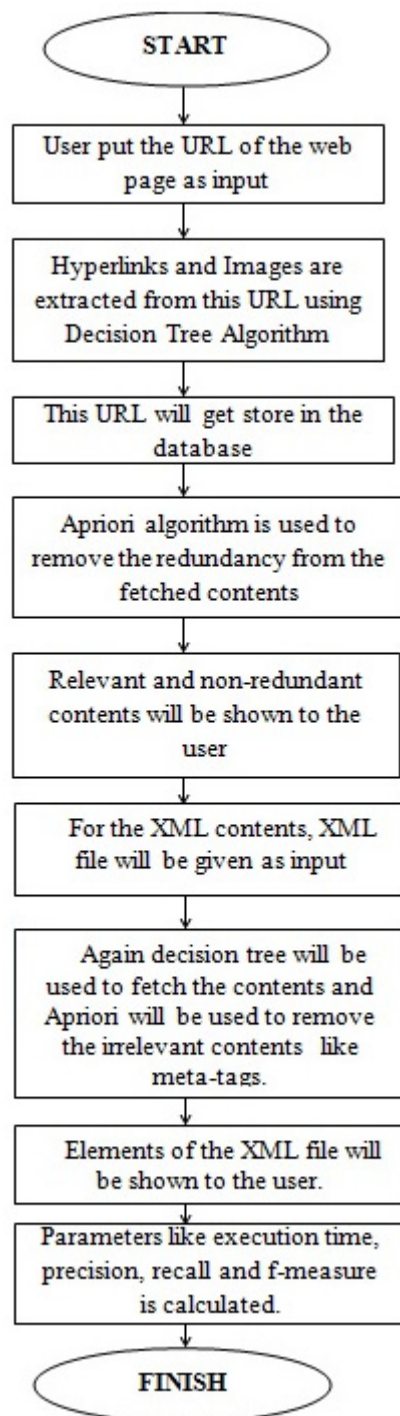 START
User put the URL of the web
page as input
Hyperlinks and Images are
extracted from this URL using
Decision Tree Algorithm
This URL will get store in the
database
Apriori algorithm is used to
remove the redundancy from the
fetched contents
Relevant and non-redundant
contents will be shown to the
user
For the XML contents, XML
file will be given as input
Again decision tree will be
used to fetch the contents and
Apriori will be used to remove
the irrelevant contents like
meta-tags.
Elements of the XML file will
be shown to the user.
Parameters like execution time,
precision, recall and f-measure
is calculated.
FINISH